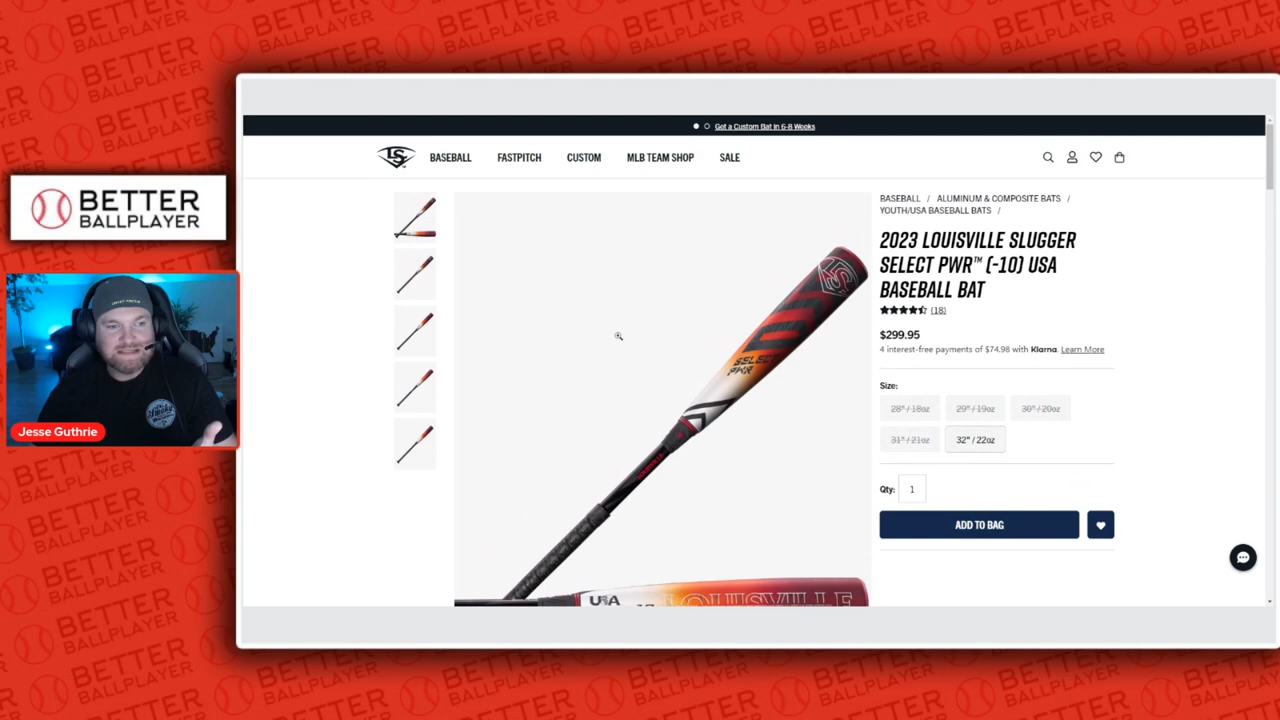 BETTER
BALLPLAYER
Jesse Guthrie
Get a Custom Bat in 6-8 Weeks
LS
BASEBALL
FASTPITCH
CUSTOM
MLB TEAM SHOP
SALE
BASEBALL / ALUMINUM & COMPOSITE BATS /
YOUTH/USA BASEBALL BATS /
2023 LOUISVILLE SLUGGER
SELECT PWR™ (-10) USA
BASEBALL BAT
(18)
$299.95
4 interest-free payments of $74.98 with Klarna. Learn More
Size:
28" / 18oz
29" / 19oz
30" / 20oz
31" / 21oz
32" / 22oz
Qty: 1
ADD TO BAG
LS
SELECT
PWR
LOUISVILLE
USA
LOUISVILLE